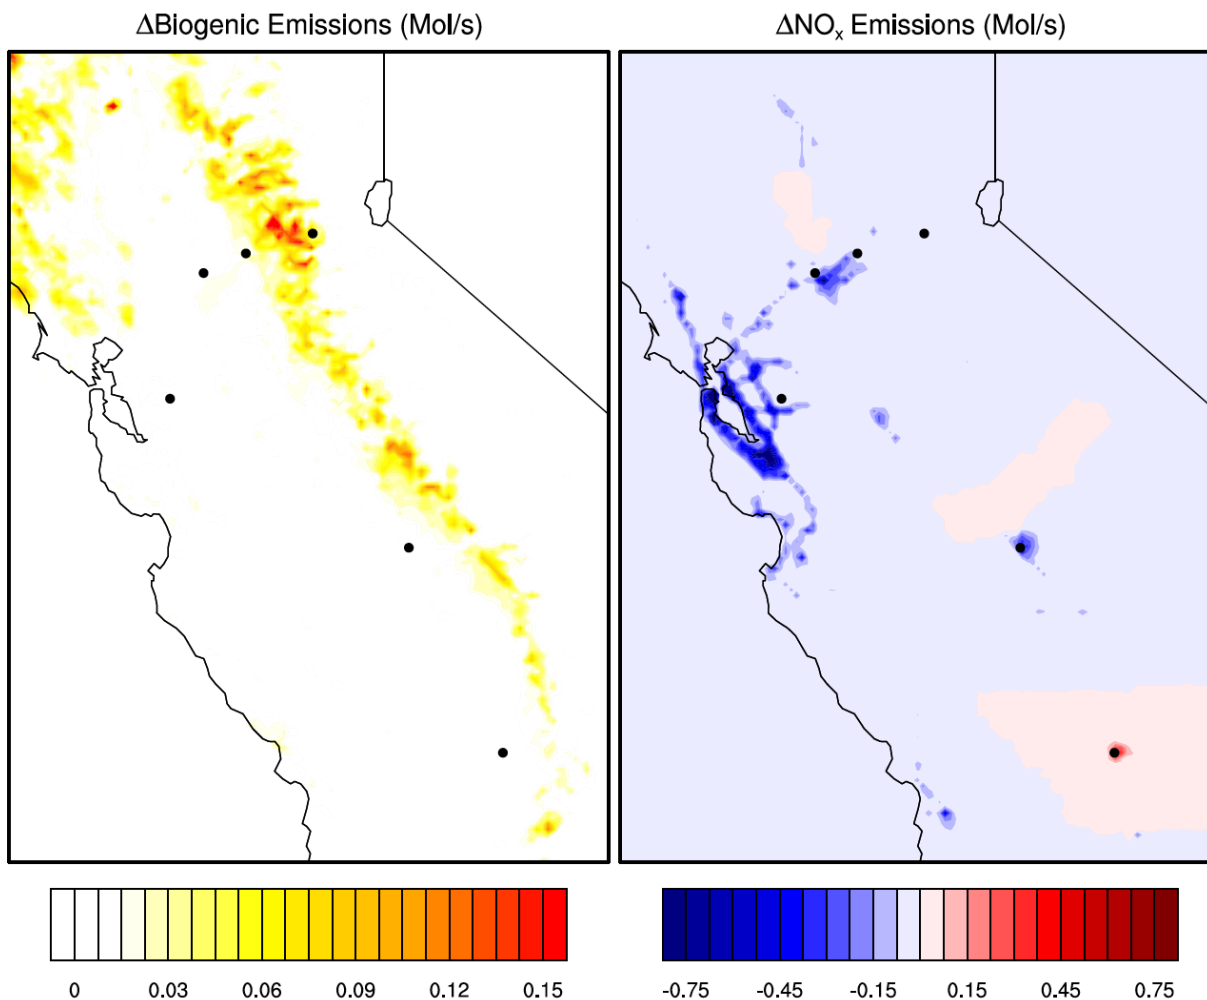 ΔBiogenic Emissions (Mol/s)
ΔNOₓ Emissions (Mol/s)
0 0.03 0.06 0.09 0.12 0.15
-0.75 -0.45 -0.15 0.15 0.45 0.75